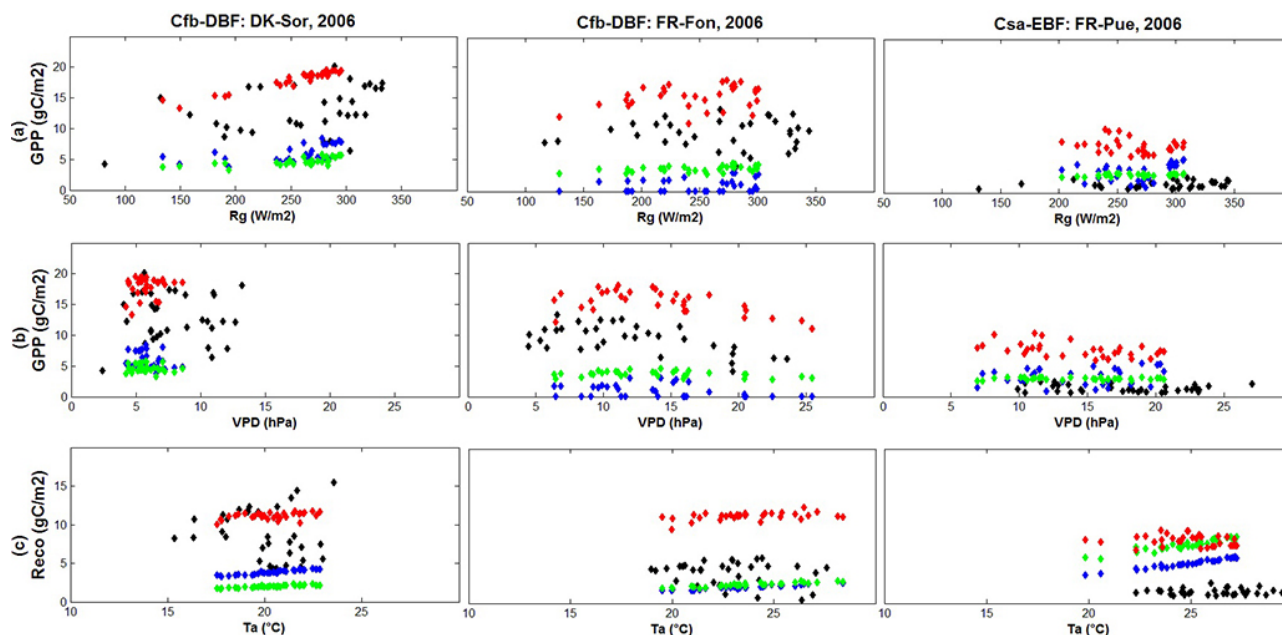 Cfb-DBF: DK-Sor, 2006
Cfb-DBF: FR-Fon, 2006
Csa-EBF: FR-Pue, 2006
(a)
GPP (gC/m2)
20
15
10
5
0
50 100 150 200 250 300 350
Rg (W/m2)
50 100 150 200 250 300 350
Rg (W/m2)
50 100 150 200 250 300 350
Rg (W/m2)
(b)
GPP (gC/m2)
25
20
15
10
5
0
0 5 10 15 20 25
VPD (hPa)
0 5 10 15 20 25
VPD (hPa)
0 5 10 15 20 25
VPD (hPa)
(c)
Reco (gC/m2)
15
10
5
0
10 15 20 25
Ta (°C)
10 20 25
Ta (°C)
10 15 20 25
Ta (°C)